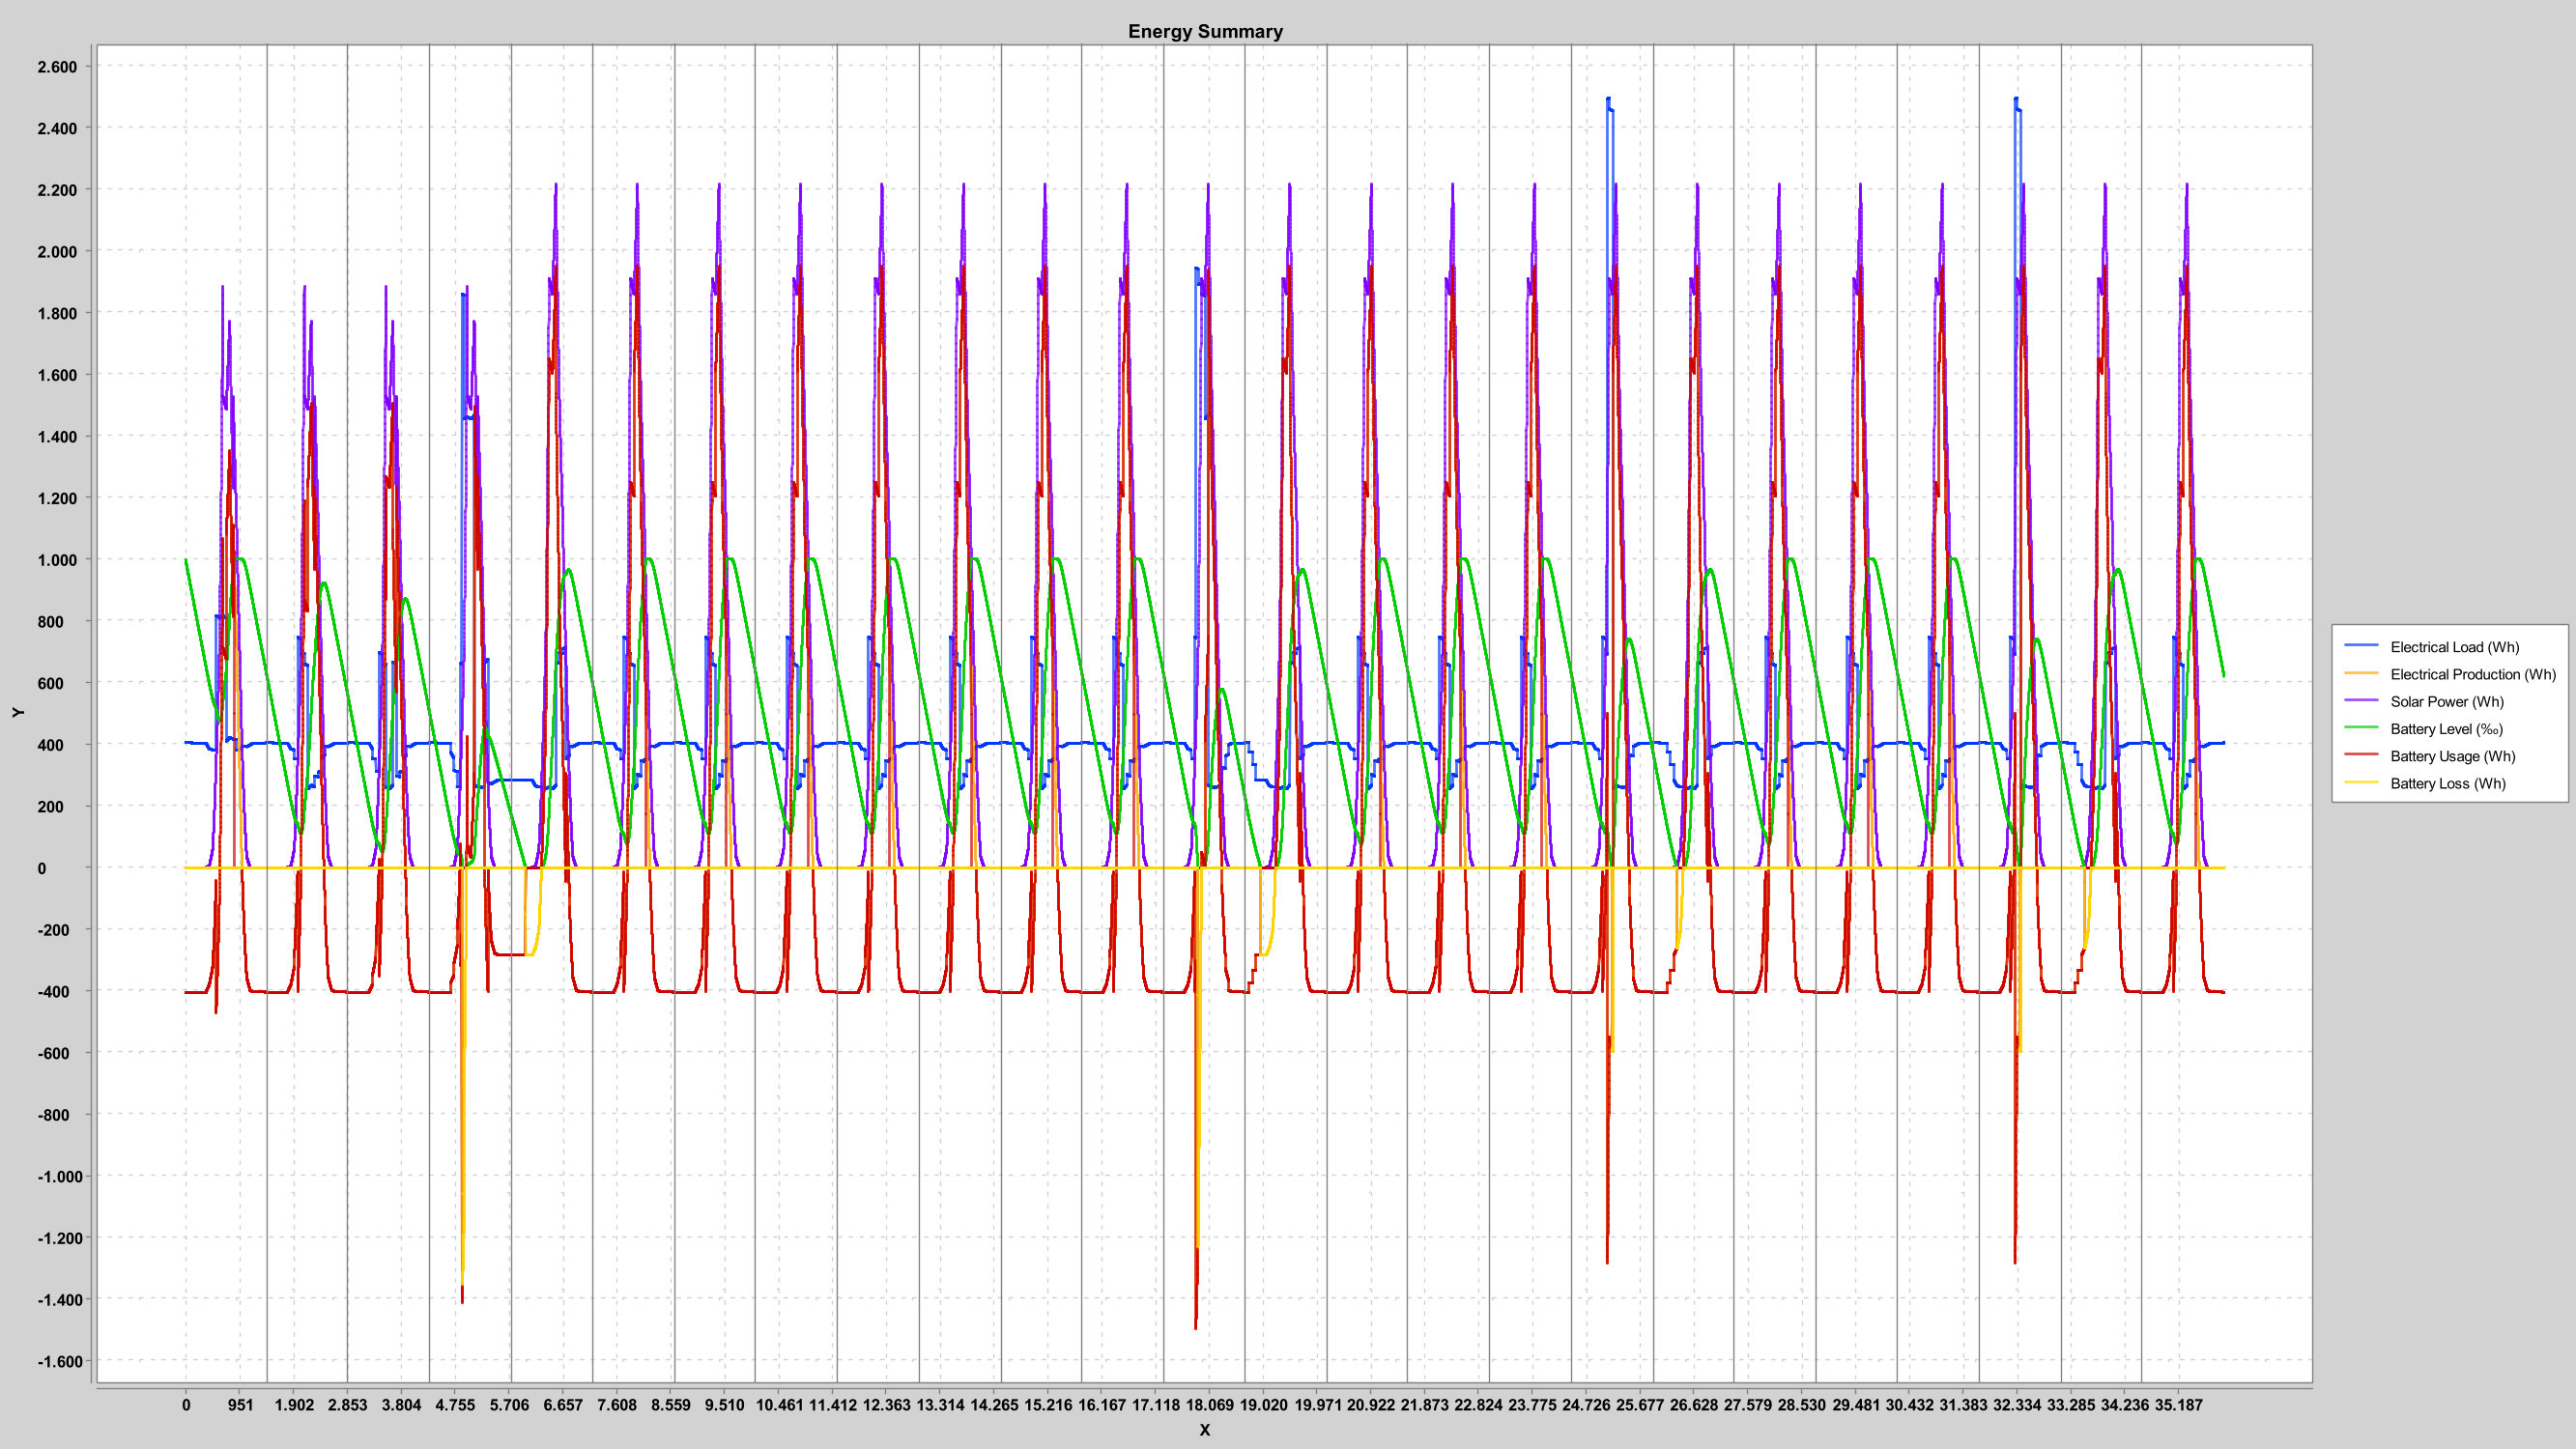 Energy Summary
2.600
2.400
2.200
2.000
1.800
1.600
1.400
1.200
1.000
800
600
400
200
0
-200
-400
-600
-800
-1.000
-1.200
-1.400
-1.600
Y
0 951 1.902 2.853 3.804 4.755 5.706 6.657 7.608 8.559 9.510 10.461 11.412 12.363 13.314 14.265 15.216 16.167 17.118 18.069 19.020 19.971 20.922 21.873 22.824 23.775 24.726 25.677 26.628 27.579 28.530 29.481 30.432 31.383 32.334 33.285 34.236 35.187
X
Electrical Load (Wh)
Electrical Production (Wh)
Solar Power (Wh)
Battery Level (‰)
Battery Usage (Wh)
Battery Loss (Wh)